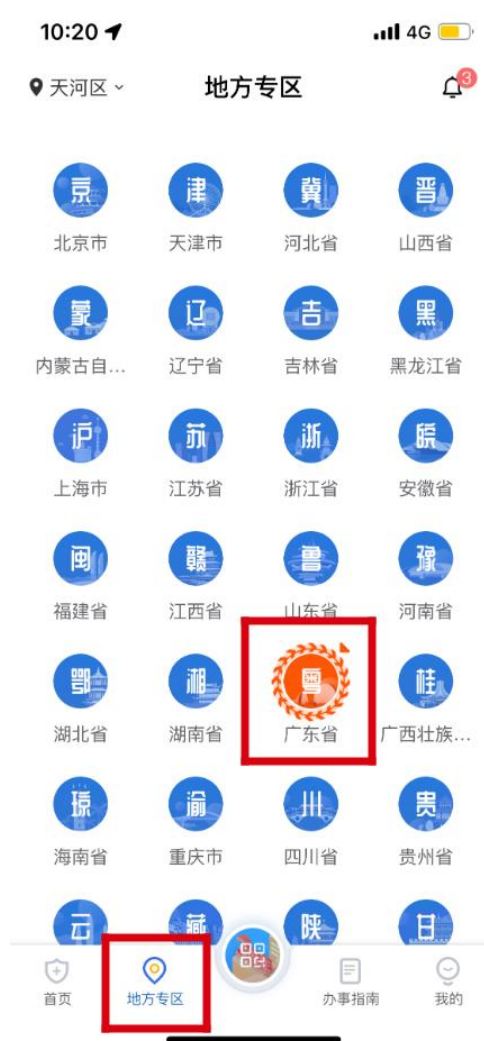 10:20
4G
天河区
地方专区
3
京 津 冀 晋
北京市 天津市 河北省 山西省
蒙 辽 吉 黑
内蒙古自... 辽宁省 吉林省 黑龙江省
沪 苏 浙 皖
上海市 江苏省 浙江省 安徽省
闽 赣 鲁 豫
福建省 江西省 山东省 河南省
鄂 湘 粤 桂
湖北省 湖南省 广东省 广西壮族...
琼 渝 川 贵
海南省 重庆市 四川省 贵州省
云 藏 陕 甘
首页 地方专区 办事指南 我的